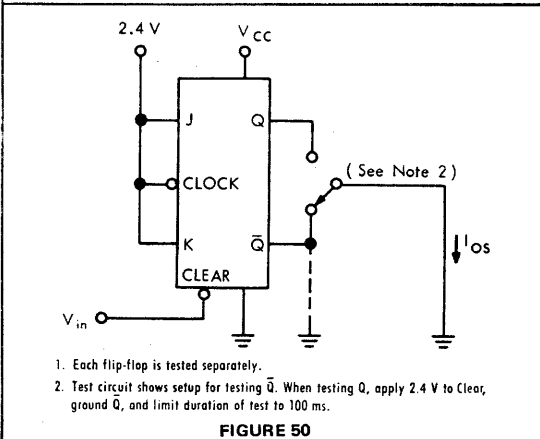 2.4 V
V CC
J
Q
CLOCK
(See Note 2)
K
Q̄
IOS
CLEAR
Vin
1. Each flip-flop is tested separately.
2. Test circuit shows setup for testing Q̄. When testing Q, apply 2.4 V to Clear,
ground Q̄, and limit duration of test to 100 ms.
FIGURE 50